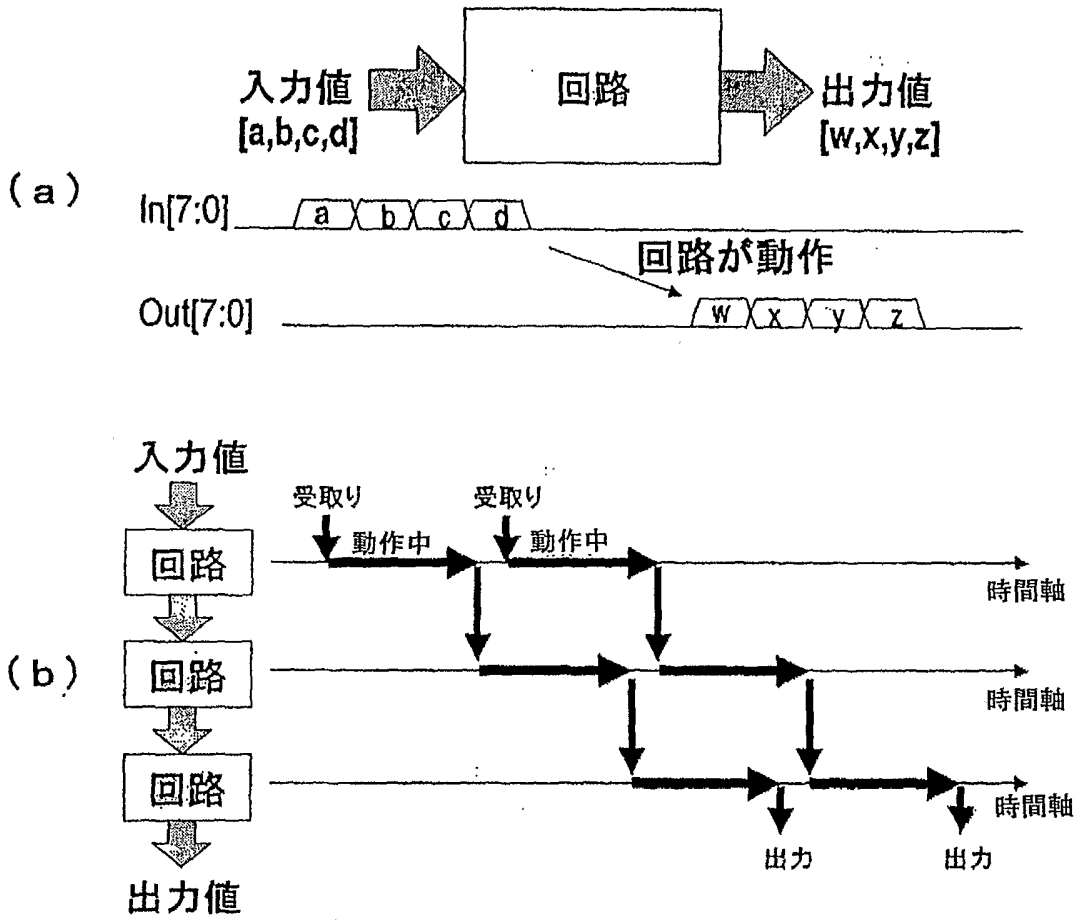 入力値
[a,b,c,d]
回路
出力値
[w,x,y,z]
(a)
In[7:0]
a b c d
回路が動作
Out[7:0]
w x y z
(b)
入力値
回路
回路
回路
出力値
受取り
受取り
動作中
動作中
時間軸
時間軸
時間軸
出力
出力